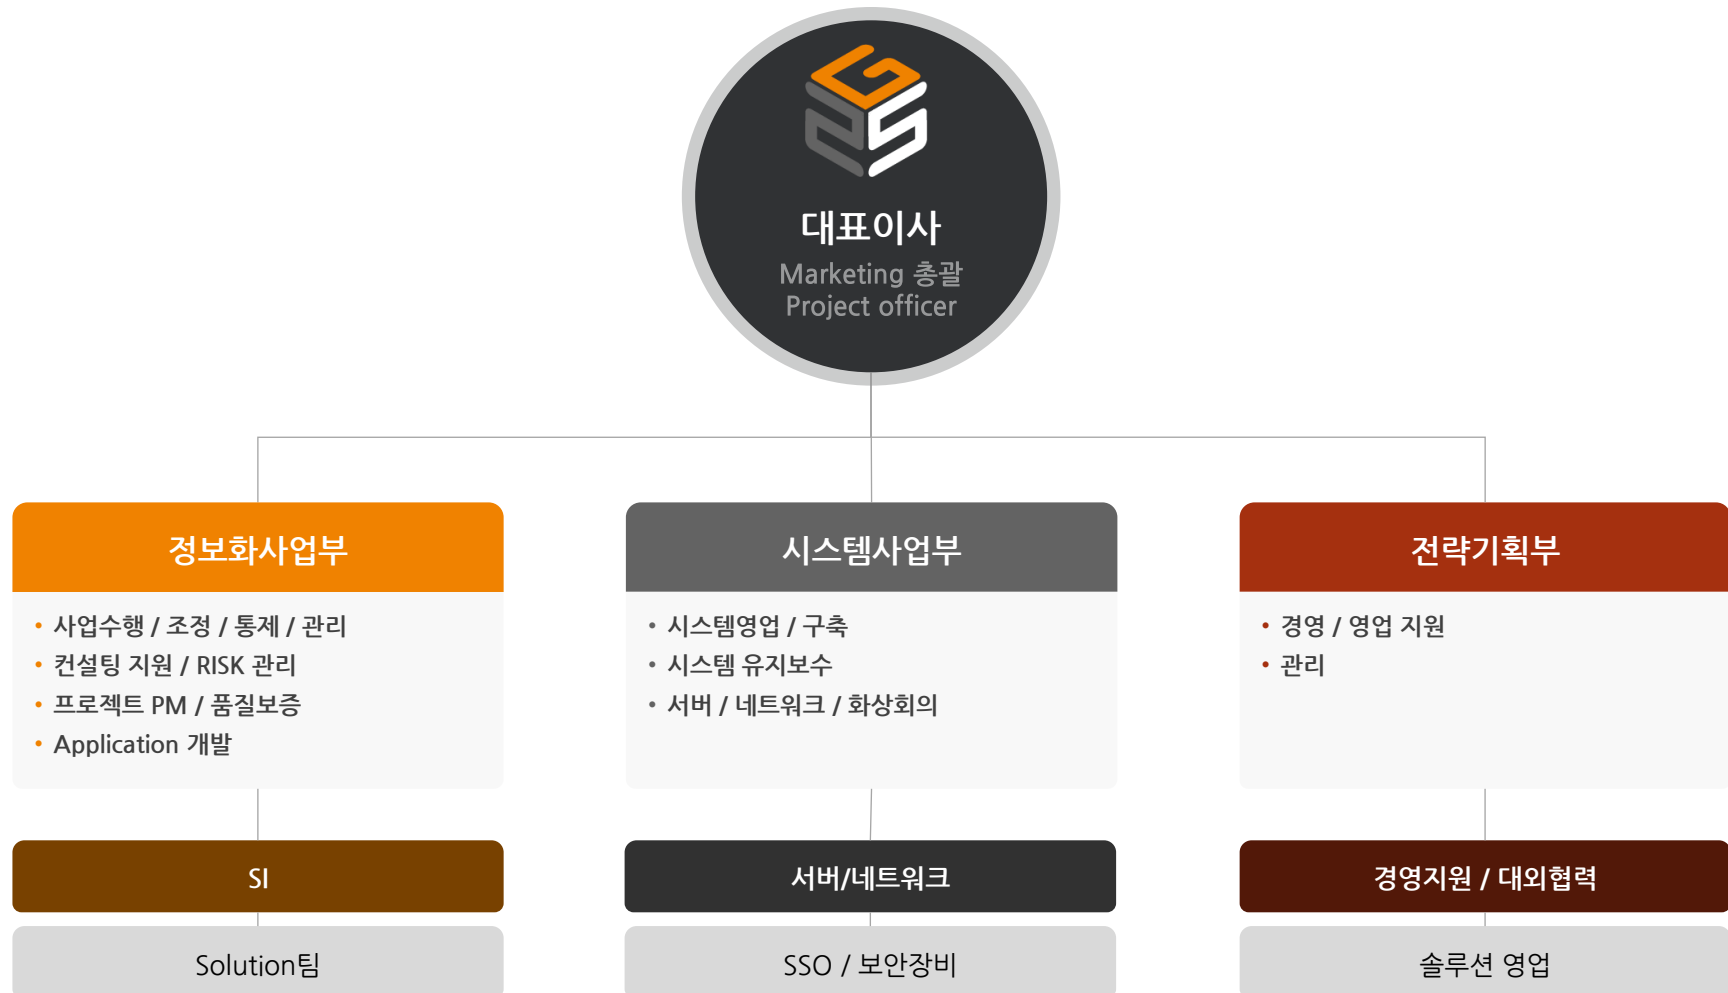 대표이사
Marketing 총괄
Project officer
정보화사업부
• 사업수행 / 조정 / 통제 / 관리
• 컨설팅 지원 / RISK 관리
• 프로젝트 PM / 품질보증
• Application 개발
SI
Solution팀
시스템사업부
• 시스템영업 / 구축
• 시스템 유지보수
• 서버 / 네트워크 / 화상회의
서버/네트워크
SSO / 보안장비
전략기획부
• 경영 / 영업 지원
• 관리
경영지원 / 대외협력
솔루션 영업